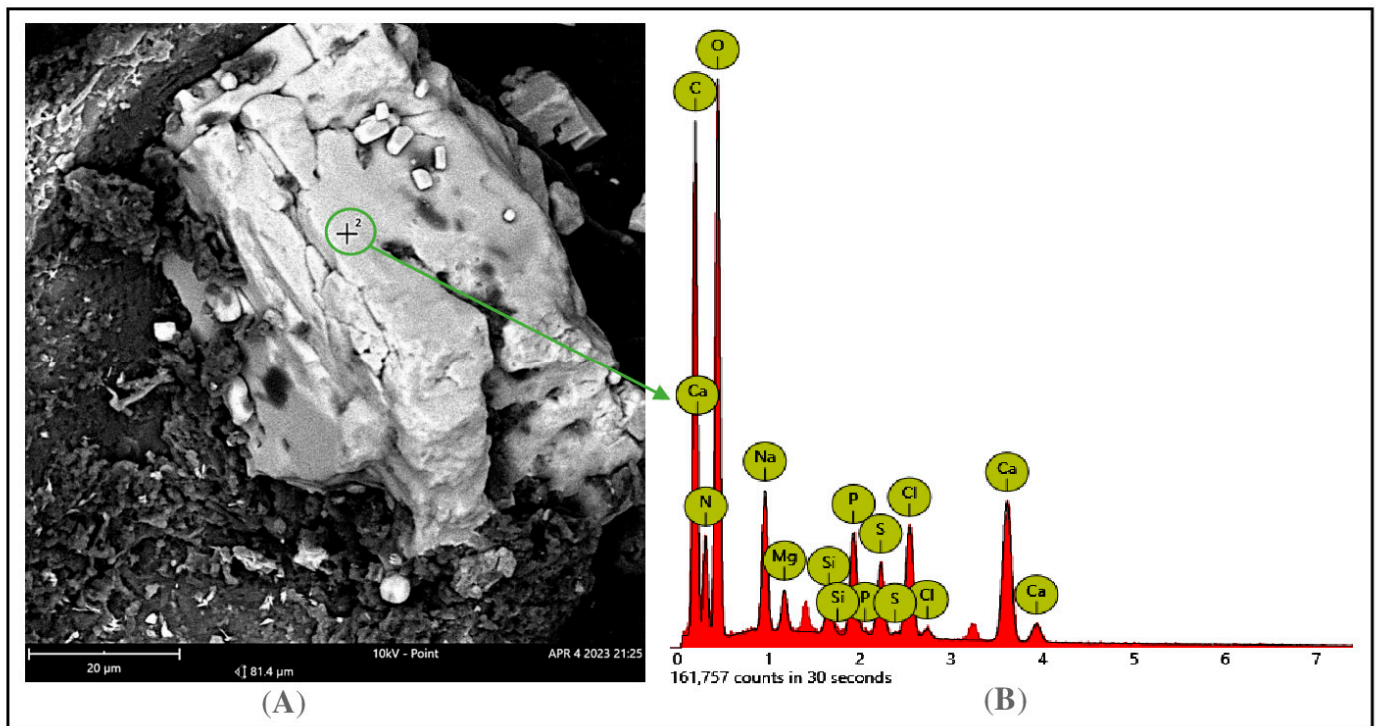 2
20 µm
81.4 µm
10kV - Point
APR 4 2023 21:25
(A)
O
C
Ca
N
Na
Mg
Si
Si
P
P
S
S
Cl
Cl
Ca
Ca
0 1 2 3 4 5 6 7
161,757 counts in 30 seconds
(B)